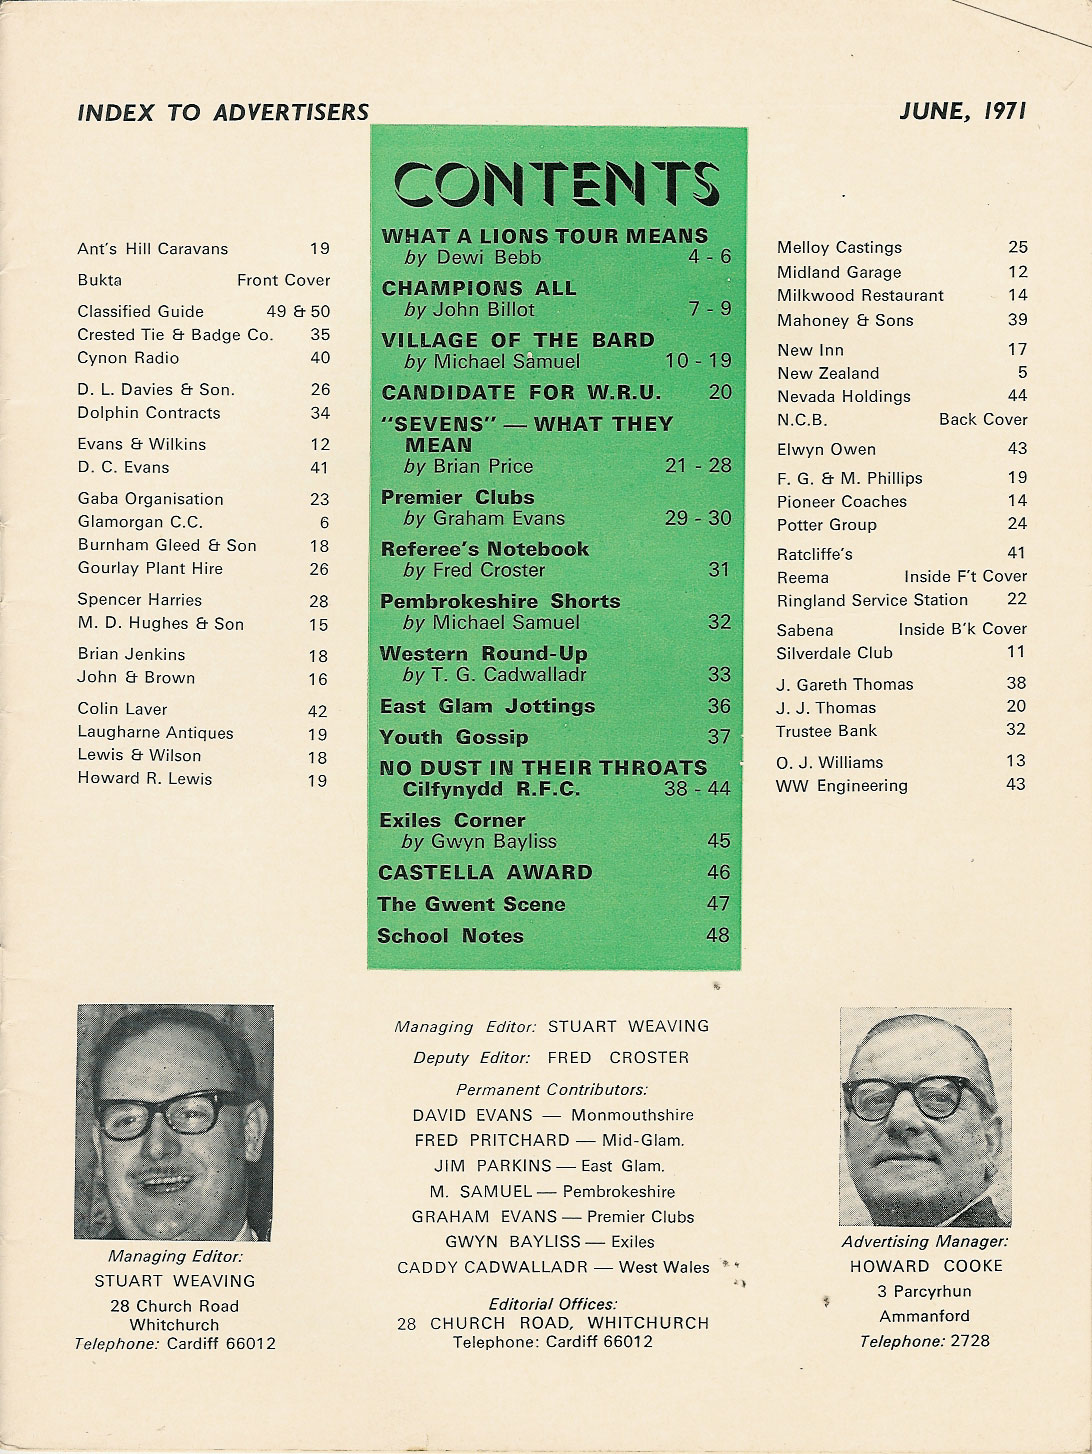 INDEX TO ADVERTISERS
JUNE, 1971
Ant's Hill Caravans 19
Bukta Front Cover
Classified Guide 49 & 50
Crested Tie & Badge Co. 35
Cynon Radio 40
D. L. Davies & Son. 26
Dolphin Contracts 34
Evans & Wilkins 12
D. C. Evans 41
Gaba Organisation 23
Glamorgan C.C. 6
Burnham Gleed & Son 18
Gourlay Plant Hire 26
Spencer Harries 28
M. D. Hughes & Son 15
Brian Jenkins 18
John & Brown 16
Colin Laver 42
Laugharne Antiques 19
Lewis & Wilson 18
Howard R. Lewis 19
CONTENTS
WHAT A LIONS TOUR MEANS
by Dewi Bebb 4 - 6
CHAMPIONS ALL
by John Billot 7 - 9
VILLAGE OF THE BARD
by Michael Samuel 10 - 19
CANDIDATE FOR W.R.U. 20
"SEVENS" — WHAT THEY
MEAN
by Brian Price 21 - 28
Premier Clubs
by Graham Evans 29 - 30
Referee's Notebook
by Fred Croster 31
Pembrokeshire Shorts
by Michael Samuel 32
Western Round-Up
by T. G. Cadwalladr 33
East Glam Jottings 36
Youth Gossip 37
NO DUST IN THEIR THROATS
Cilfynydd R.F.C. 38 - 44
Exiles Corner
by Gwyn Bayliss 45
CASTELLA AWARD 46
The Gwent Scene 47
School Notes 48
Melloy Castings 25
Midland Garage 12
Milkwood Restaurant 14
Mahoney & Sons 39
New Inn 17
New Zealand 5
Nevada Holdings 44
N.C.B. Back Cover
Elwyn Owen 43
F. G. & M. Phillips 19
Pioneer Coaches 14
Potter Group 24
Ratcliffe's 41
Reema Inside F't Cover
Ringland Service Station 22
Sabena Inside B'k Cover
Silverdale Club 11
J. Gareth Thomas 38
J. J. Thomas 20
Trustee Bank 32
O. J. Williams 13
WW Engineering 43
Managing Editor:
STUART WEAVING
28 Church Road
Whitchurch
Telephone: Cardiff 66012
Managing Editor: STUART WEAVING
Deputy Editor: FRED CROSTER
Permanent Contributors:
DAVID EVANS — Monmouthshire
FRED PRITCHARD — Mid-Glam.
JIM PARKINS — East Glam.
M. SAMUEL — Pembrokeshire
GRAHAM EVANS — Premier Clubs
GWYN BAYLISS — Exiles
CADDY CADWALLADR — West Wales
Editorial Offices:
28 CHURCH ROAD, WHITCHURCH
Telephone: Cardiff 66012
Advertising Manager:
HOWARD COOKE
3 Parcyrhun
Ammanford
Telephone: 2728